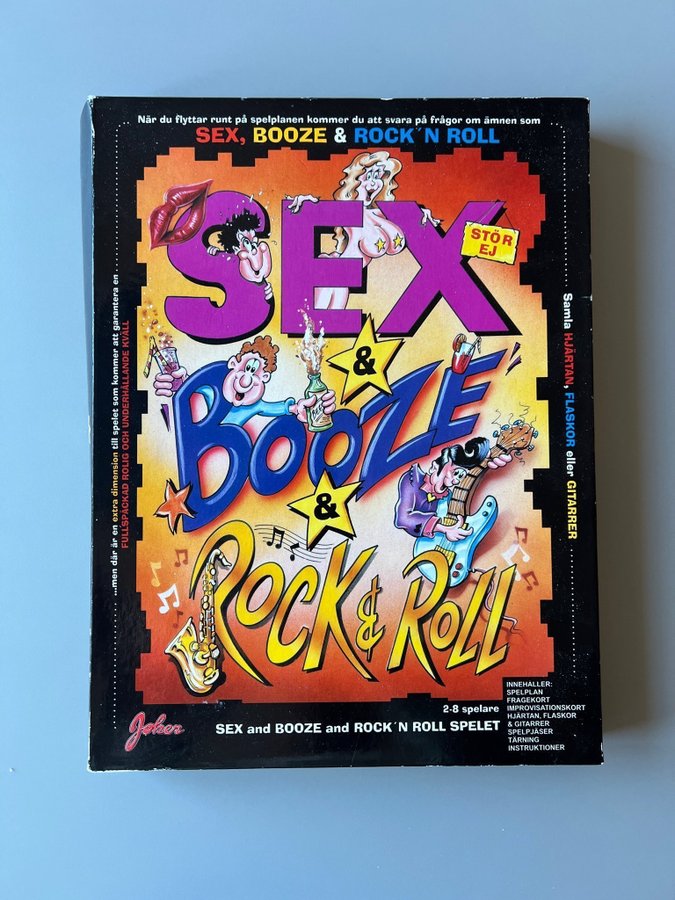 När du flyttar runt på spelplanen kommer du att svara på frågor om ämnen som
SEX, BOOZE & ROCK´N ROLL
SEX
STÖR
EJ
&
BOOZE
&
ROCK & ROLL
...men där är en extra dimension till spelet som kommer att garantera en
FULLSPÄCKAD ROLIG OCH UNDERHÅLLANDE KVÄLL
Samla HJÄRTAN, FLASKOR eller GITARRER
Joker
2-8 spelare
SEX and BOOZE and ROCK´N ROLL SPELET
INNEHALLER:
SPELPLAN
FRAGEKORT
IMPROVISATIONSKORT
HJÄRTAN, FLASKOR
& GITARRER
SPELPJÄSER
TÄRNING
INSTRUKTIONER